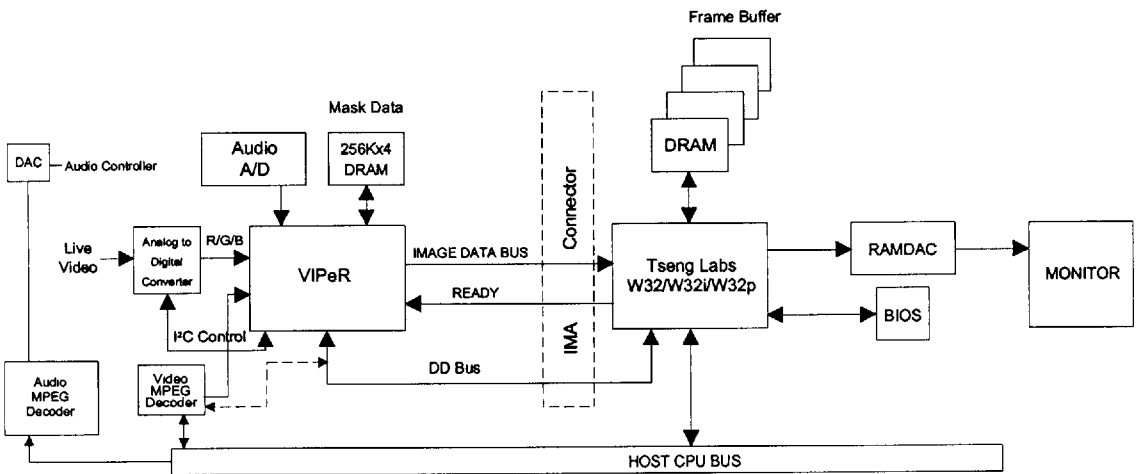 Frame Buffer
Mask Data
DAC
Audio Controller
Audio
A/D
256Kx4
DRAM
DRAM
Connector
IMA
Live
Video
Analog to
Digital
Converter
R/G/B
VIPeR
IMAGE DATA BUS
READY
Tseng Labs
W32/W32i/W32p
RAMDAC
MONITOR
BIOS
I²C Control
DD Bus
Audio
MPEG
Decoder
Video
MPEG
Decoder
HOST CPU BUS